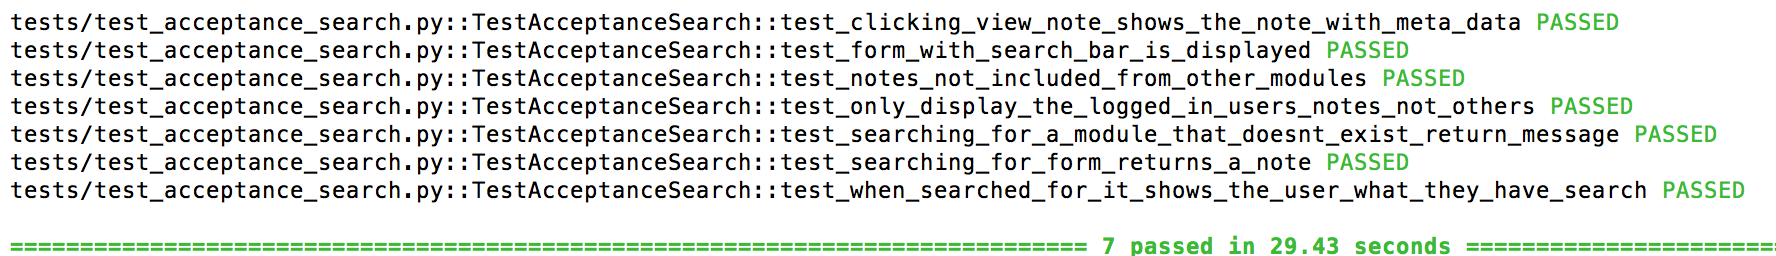 tests/test_acceptance_search.py::TestAcceptanceSearch::test_clicking_view_note_shows_the_note_with_meta_data PASSED
tests/test_acceptance_search.py::TestAcceptanceSearch::test_form_with_search_bar_is_displayed PASSED
tests/test_acceptance_search.py::TestAcceptanceSearch::test_notes_not_included_from_other_modules PASSED
tests/test_acceptance_search.py::TestAcceptanceSearch::test_only_display_the_logged_in_users_notes_not_others PASSED
tests/test_acceptance_search.py::TestAcceptanceSearch::test_searching_for_a_module_that_doesnt_exist_return_message PASSED
tests/test_acceptance_search.py::TestAcceptanceSearch::test_searching_for_form_returns_a_note PASSED
tests/test_acceptance_search.py::TestAcceptanceSearch::test_when_searched_for_it_shows_the_user_what_they_have_search PASSED
============================================================================= 7 passed in 29.43 seconds ======================